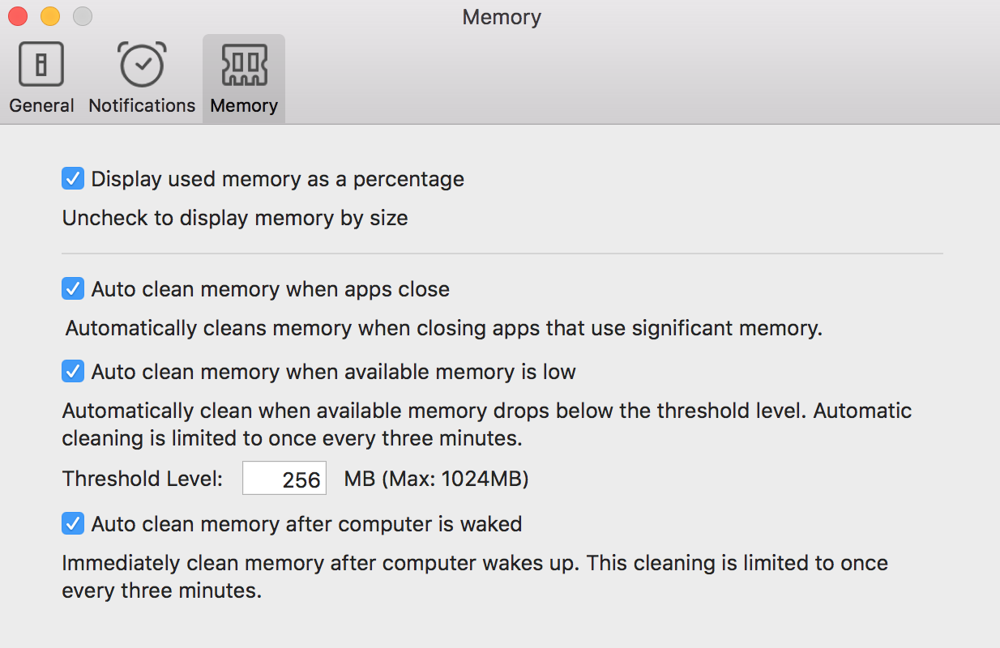 Memory
General Notifications Memory
Display used memory as a percentage
Uncheck to display memory by size
Auto clean memory when apps close
Automatically cleans memory when closing apps that use significant memory.
Auto clean memory when available memory is low
Automatically clean when available memory drops below the threshold level. Automatic
cleaning is limited to once every three minutes.
Threshold Level: 256 MB (Max: 1024MB)
Auto clean memory after computer is waked
Immediately clean memory after computer wakes up. This cleaning is limited to once
every three minutes.